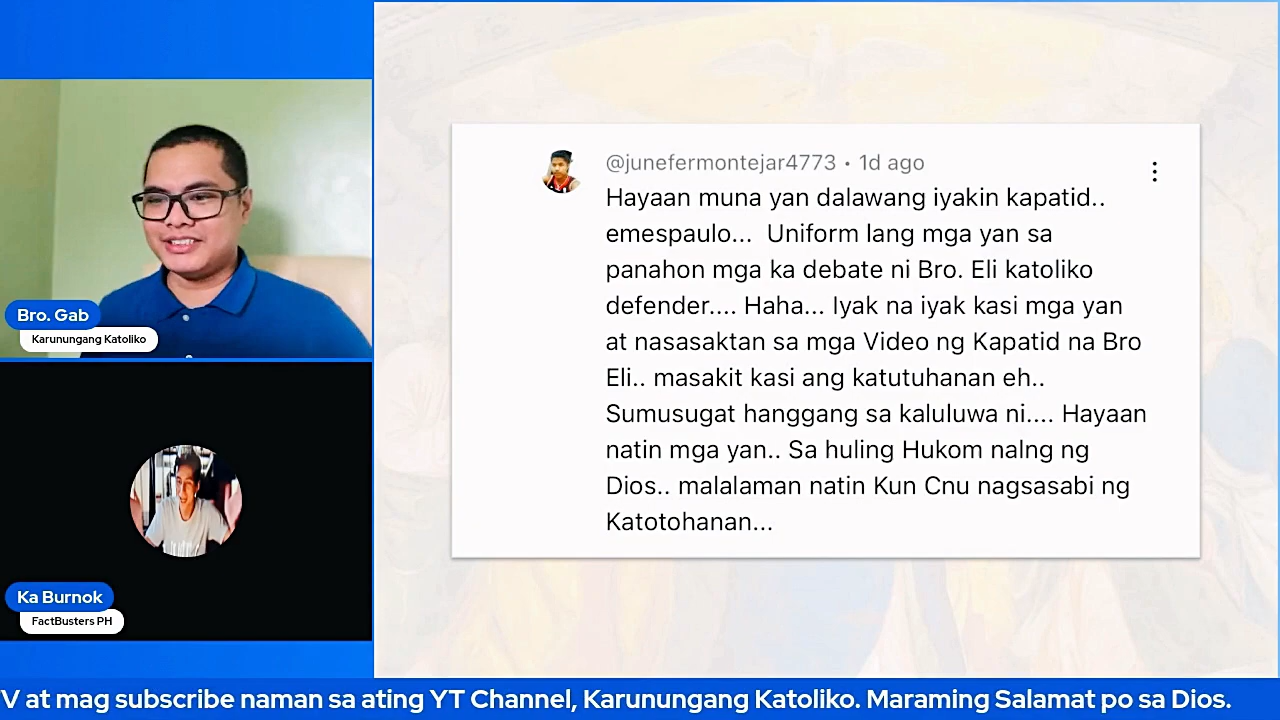 Bro. Gab
Karunungang Katoliko
Ka Burnok
FactBusters PH
@junefermontejar4773 • 1d ago
Hayaan muna yan dalawang iyakin kapatid..
emespaulo... Uniform lang mga yan sa
panahon mga ka debate ni Bro. Eli katoliko
defender.... Haha... Iyak na iyak kasi mga yan
at nasasaktan sa mga Video ng Kapatid na Bro
Eli.. masakit kasi ang katutuhanan eh..
Sumusugat hanggang sa kaluluwa ni.... Hayaan
natin mga yan.. Sa huling Hukom nalng ng
Dios.. malalaman natin Kun Cnu nagsasabi ng
Katotohanan...
V at mag subscribe naman sa ating YT Channel, Karunungang Katoliko. Maraming Salamat po sa Dios.